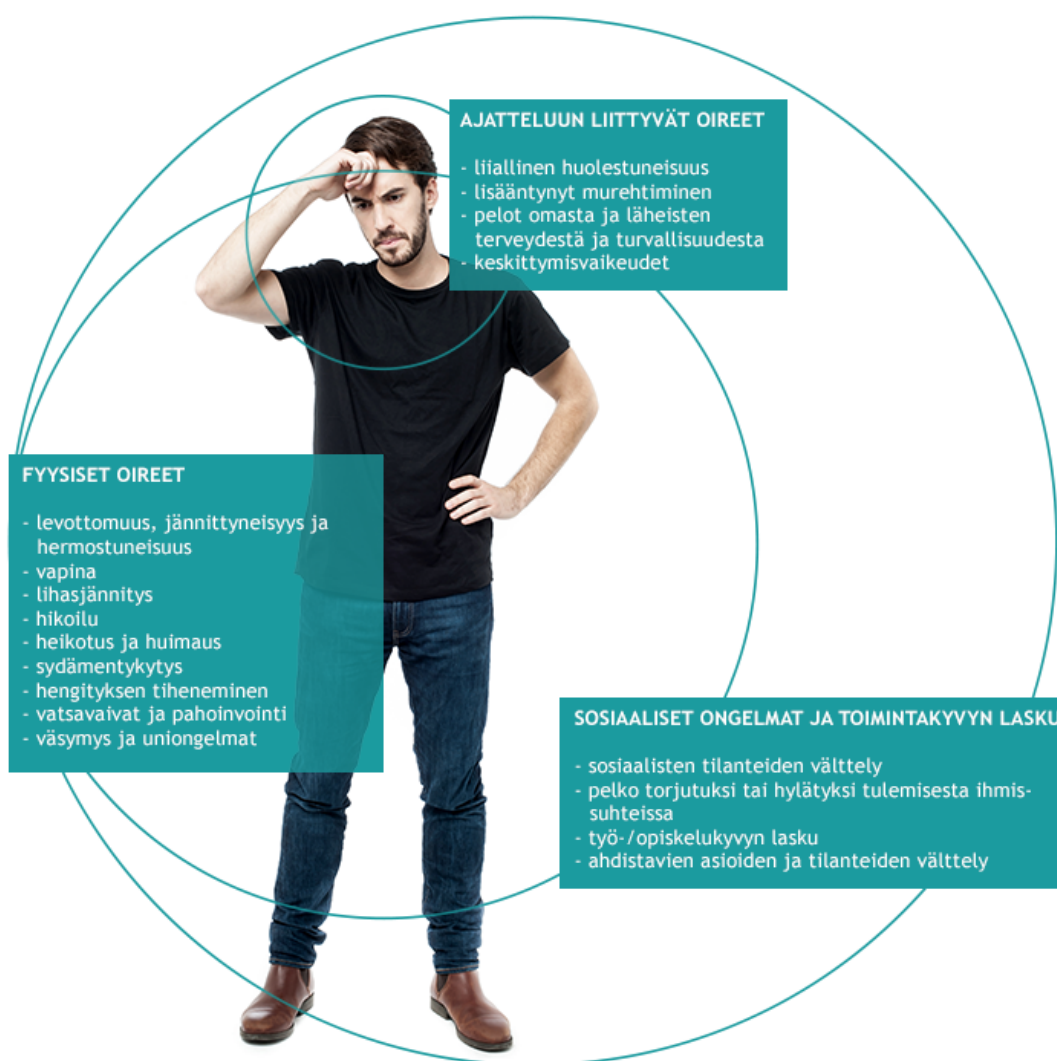 AJATTELUUN LIITTYVÄT OIREET
- liiallinen huolestuneisuus
- lisääntynyt murehtiminen
- pelot omasta ja läheisten
terveydestä ja turvallisuudesta
- keskittymisvaikeudet
FYYSISET OIREET
- levottomuus, jännittyneisyys ja
hermostuneisuus
- vapina
- lihasjännitys
- hikoilu
- heikotus ja huimaus
- sydämentykytys
- hengityksen tiheneminen
- vatsavaivat ja pahoinvointi
- väsymys ja uniongelmat
SOSIAALISET ONGELMAT JA TOIMINTAKYVYN LASKU
- sosiaalisten tilanteiden välttely
- pelko torjutuksi tai hylätyksi tulemisesta ihmis-
suhteissa
- työ-/opiskelukyvyn lasku
- ahdistavien asioiden ja tilanteiden välttely